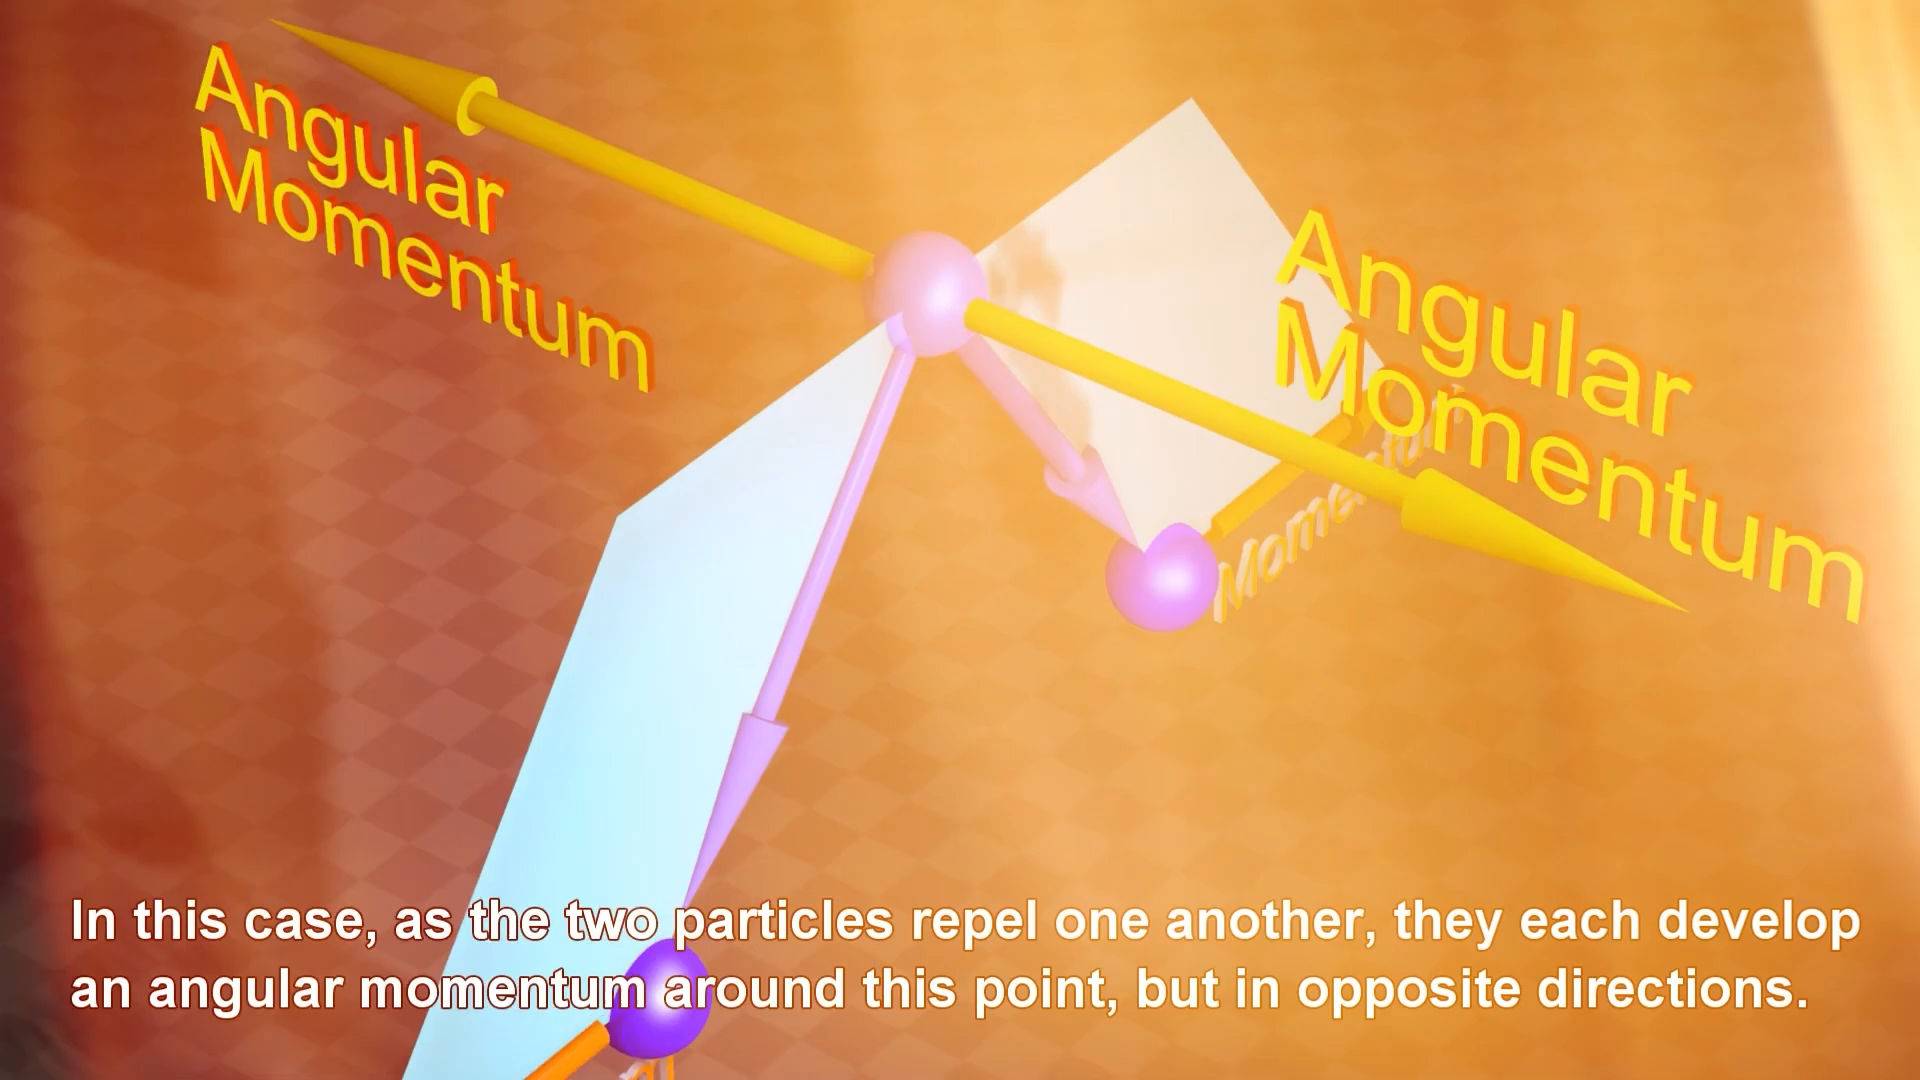 Angular
Momentum
Angular
Momentum
Momentum
In this case, as the two particles repel one another, they each develop
an angular momentum around this point, but in opposite directions.